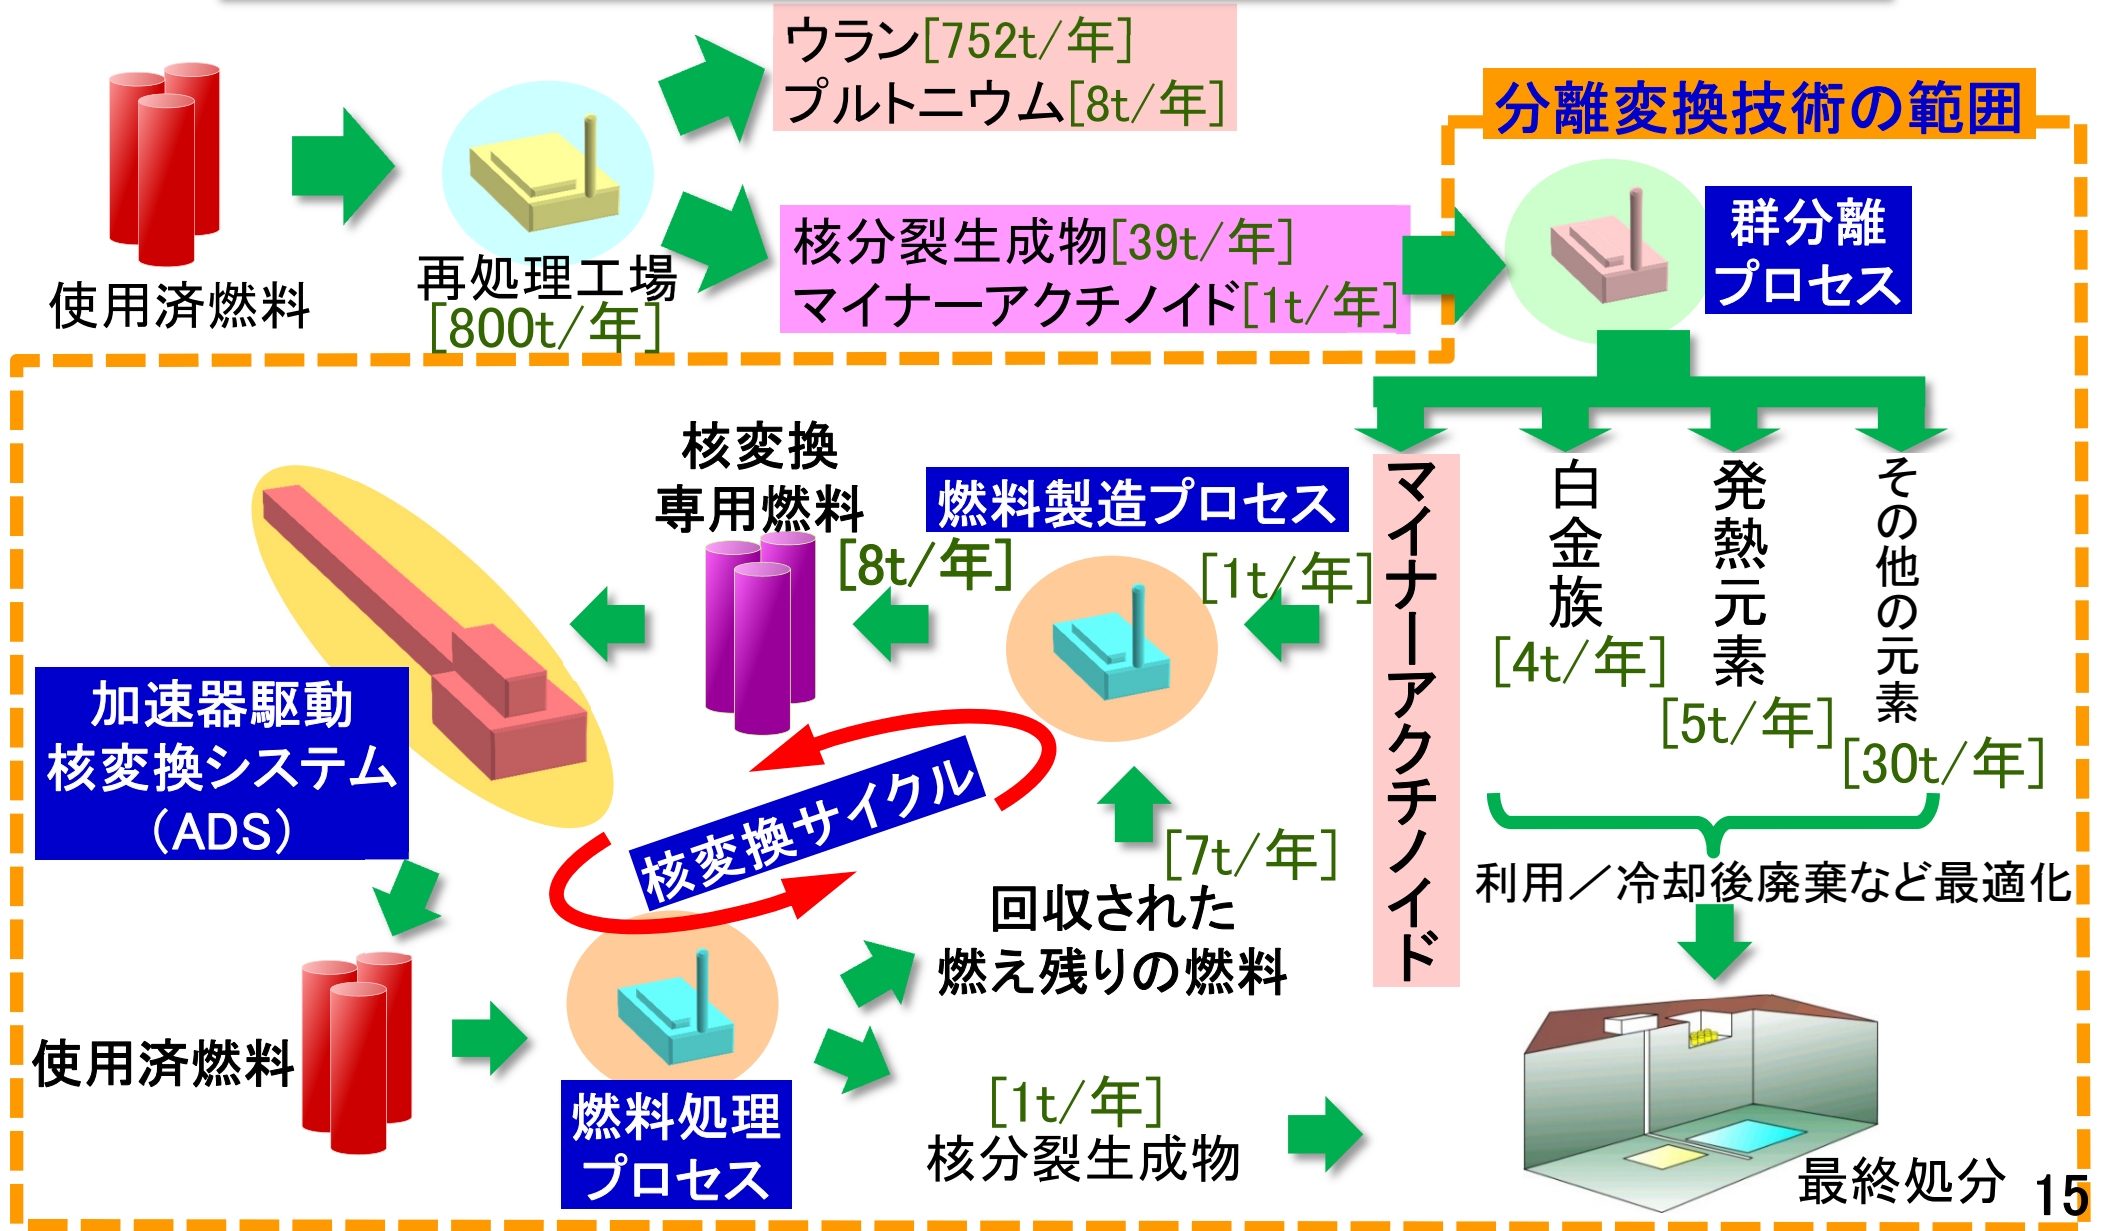 ウラン[752t/年]
プルトニウム[8t/年]
分離変換技術の範囲
使用済燃料
再処理工場
[800t/年]
核分裂生成物[39t/年]
マイナーアクチノイド[1t/年]
群分離
プロセス
マイナーアクチノイド
白金族
[4t/年]
発熱元素
[5t/年]
その他の元素
[30t/年]
利用／冷却後廃棄など最適化
核変換
専用燃料
[8t/年]
燃料製造プロセス
[1t/年]
加速器駆動
核変換システム
（ADS）
核変換サイクル
[7t/年]
回収された
燃え残りの燃料
使用済燃料
燃料処理
プロセス
[1t/年]
核分裂生成物
最終処分
15